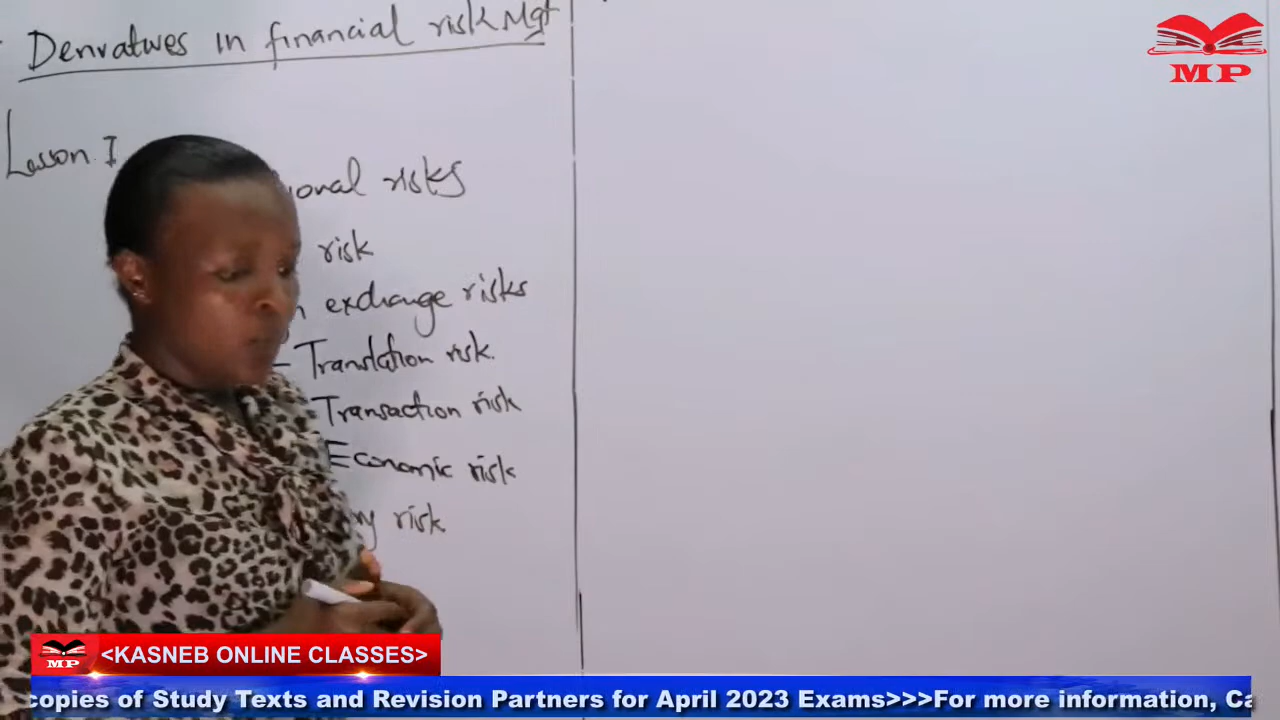 Derivatives in financial risk Mgt
Lesson I
risks
risk
exchange risks
- Translation risk.
Transaction risk
Economic risk
risk
MP
MP
<KASNEB ONLINE CLASSES>
copies of Study Texts and Revision Partners for April 2023 Exams>>>For more information, Ca